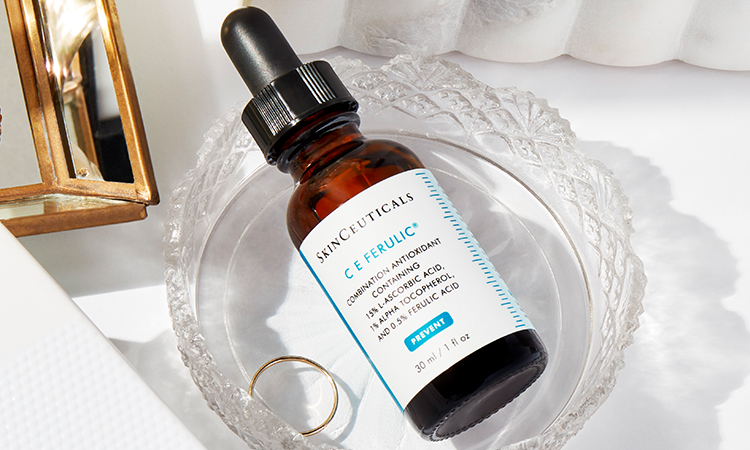 SKINCEUTICALS
C E FERULIC®
COMBINATION ANTIOXIDANT
CONTAINING
15% L-ASCORBIC ACID,
1% ALPHA TOCOPHEROL,
AND 0.5% FERULIC ACID
PREVENT
30 ml / 1 fl oz